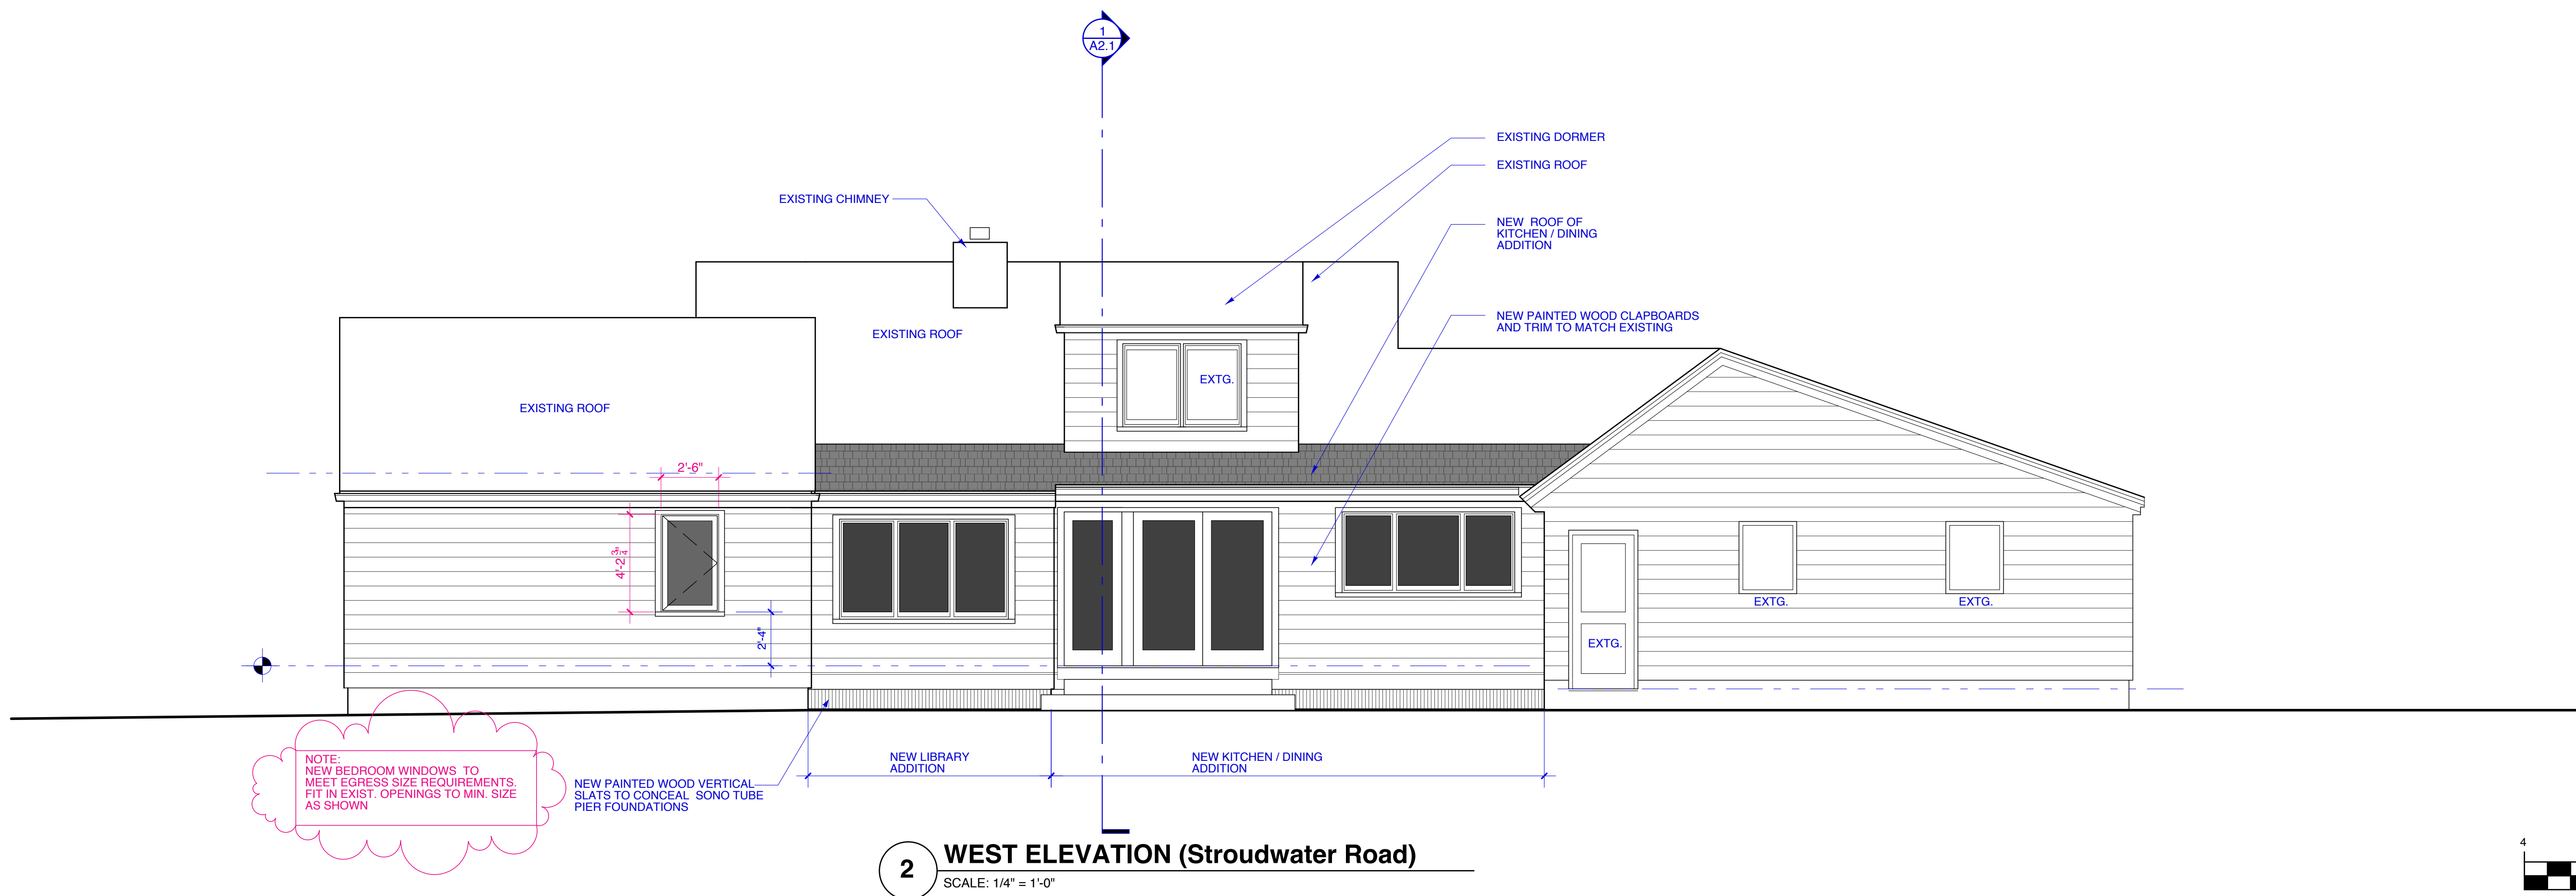 1
A2.1
EXISTING DORMER
EXISTING ROOF
EXISTING CHIMNEY
NEW ROOF OF
KITCHEN / DINING
ADDITION
NEW PAINTED WOOD CLAPBOARDS
AND TRIM TO MATCH EXISTING
EXISTING ROOF
EXTG.
EXISTING ROOF
2'-6"
4'-2 3/4"
2'-4"
EXTG.
EXTG.
EXTG.
NOTE:
NEW BEDROOM WINDOWS TO
MEET EGRESS SIZE REQUIREMENTS.
FIT IN EXIST. OPENINGS TO MIN. SIZE
AS SHOWN
NEW PAINTED WOOD VERTICAL
SLATS TO CONCEAL SONO TUBE
PIER FOUNDATIONS
NEW LIBRARY
ADDITION
NEW KITCHEN / DINING
ADDITION
2
WEST ELEVATION (Stroudwater Road)
SCALE: 1/4" = 1'-0"
4